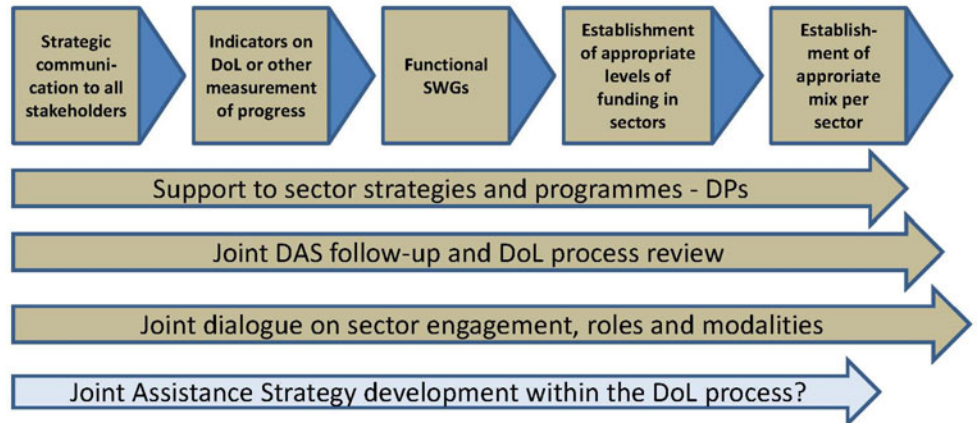 Strategic
communi-
cation to all
stakeholders
Indicators on
DoL or other
measurement
of progress
Functional
SWGs
Establishment
of appropriate
levels of
funding in
sectors
Establish-
ment of
approriate
mix per
sector
Support to sector strategies and programmes - DPs
Joint DAS follow-up and DoL process review
Joint dialogue on sector engagement, roles and modalities
Joint Assistance Strategy development within the DoL process?